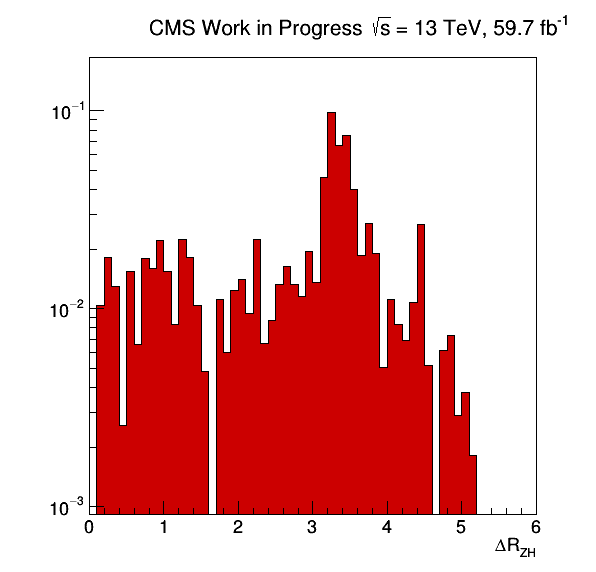 CMS Work in Progress √s = 13 TeV, 59.7 fb⁻¹
10⁻¹
10⁻²
10⁻³
0 1 2 3 4 5 6
ΔR_ZH